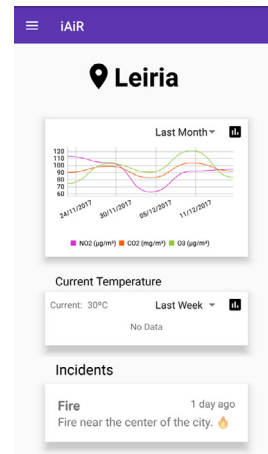 iAiR
Leiria
Last Month
120
110
100
90
80
70
60
24/11/2017 30/11/2017 05/12/2017 11/12/2017
NO2 (µg/m³) CO2 (mg/m³) O3 (µg/m³)
Current Temperature
Current: 30ºC Last Week
No Data
Incidents
Fire 1 day ago
Fire near the center of the city. 🔥